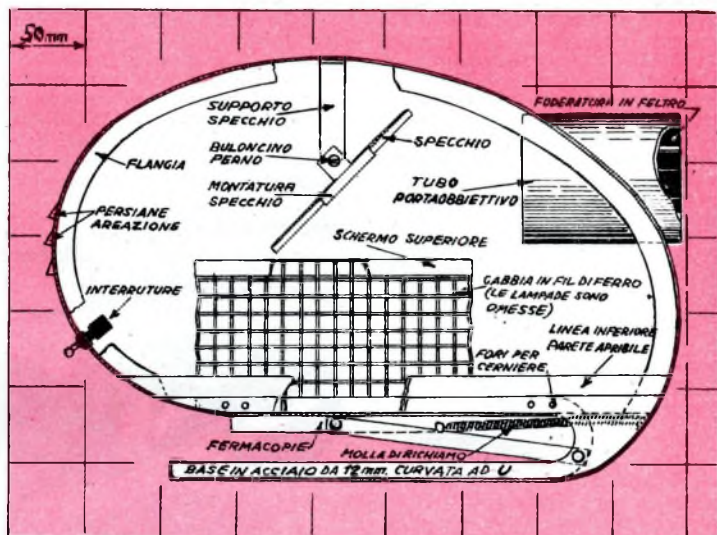 50mm
SUPPORTO
SPECCHIO
FODERATURA IN FELTRO
BULONCINO
PERNO
SPECCHIO
FLANGIA
MONTATURA
SPECCHIO
TUBO
PORTAOBBIETTIVO
PERSIANE
AREAZIONE
SCHERMO SUPERIORE
INTERRUTURE
GABBIA IN FIL DI FERRO
(LE LAMPADE SONO
OMESSE)
LINEA INFERIORE
PARETE APRIBILE
FORI PER
CERNIERE
FERMACOPIE
MOLLA DI RICHIAMO
BASE IN ACCIAIO DA 12 mm. CURVATA AD U